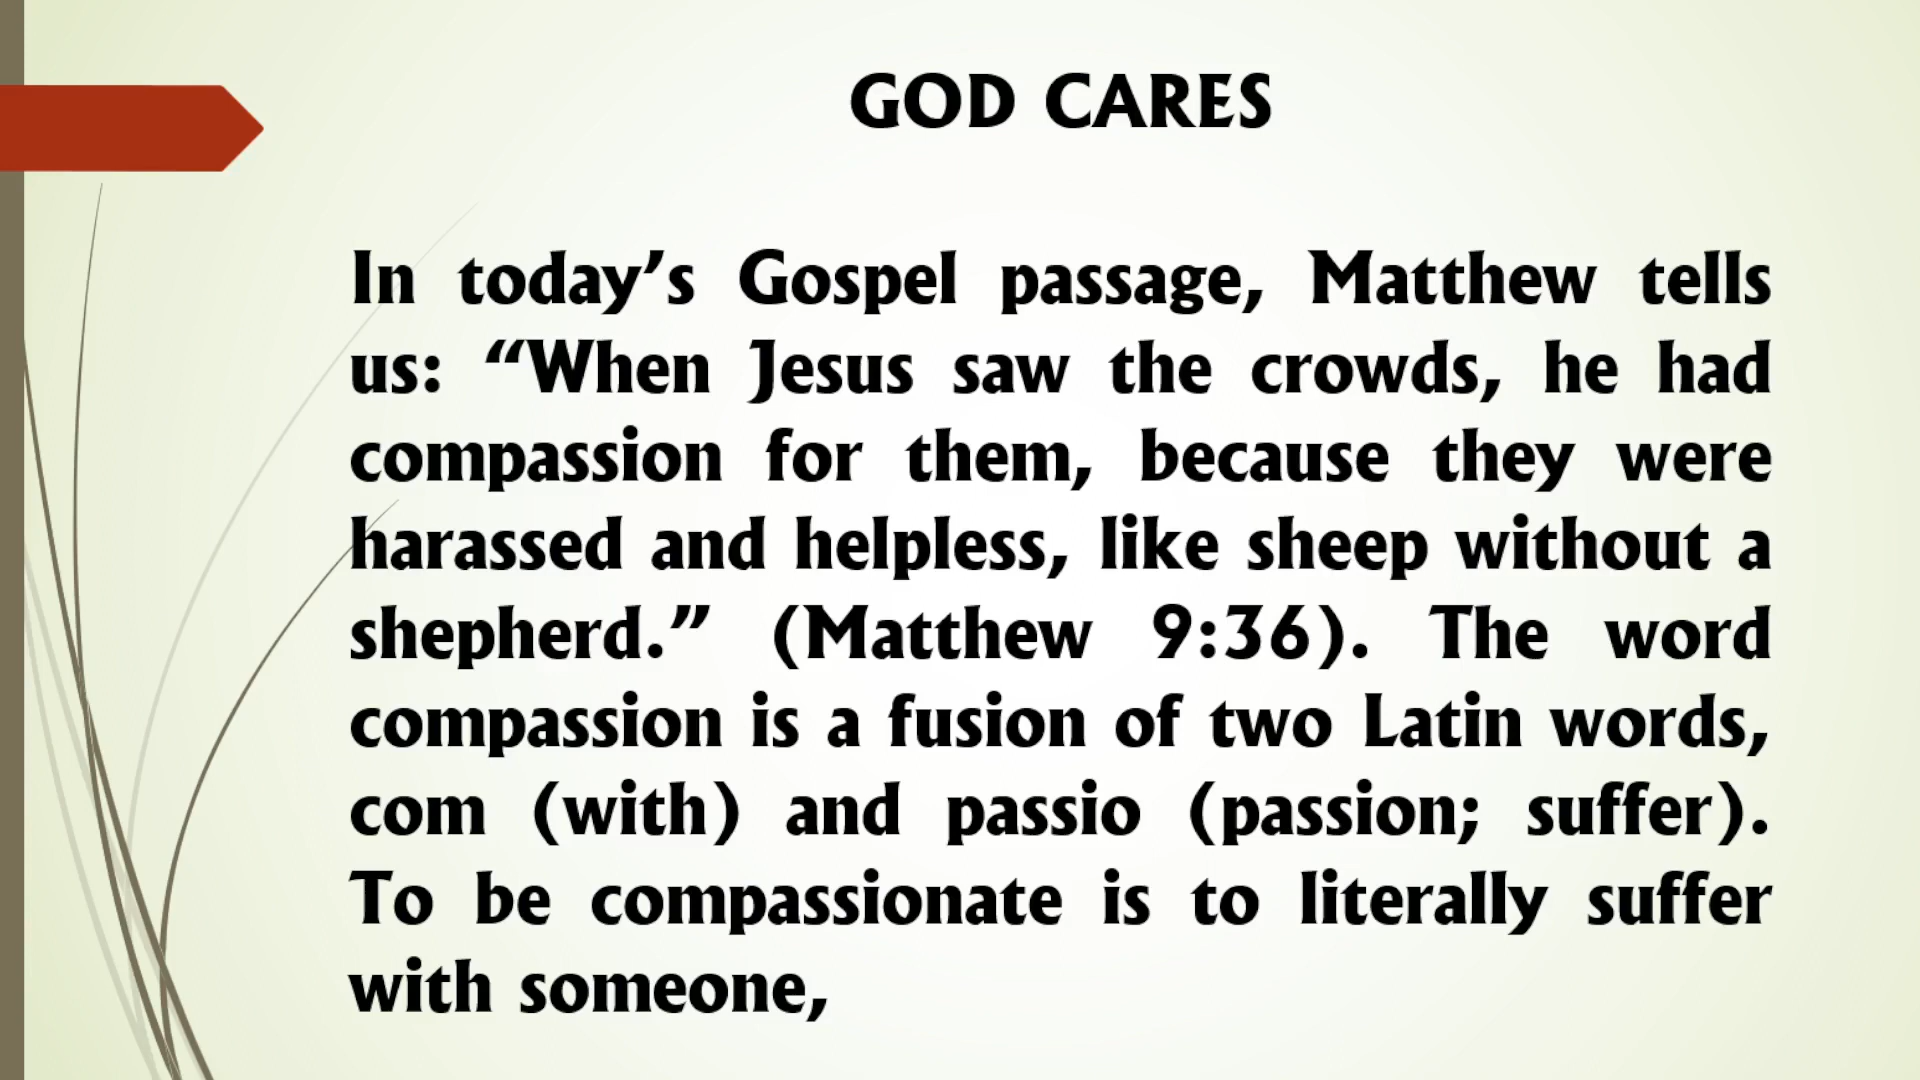 GOD CARES
In today’s Gospel passage, Matthew tells
us: “When Jesus saw the crowds, he had
compassion for them, because they were
harassed and helpless, like sheep without a
shepherd.” (Matthew 9:36). The word
compassion is a fusion of two Latin words,
com (with) and passio (passion; suffer).
To be compassionate is to literally suffer
with someone,